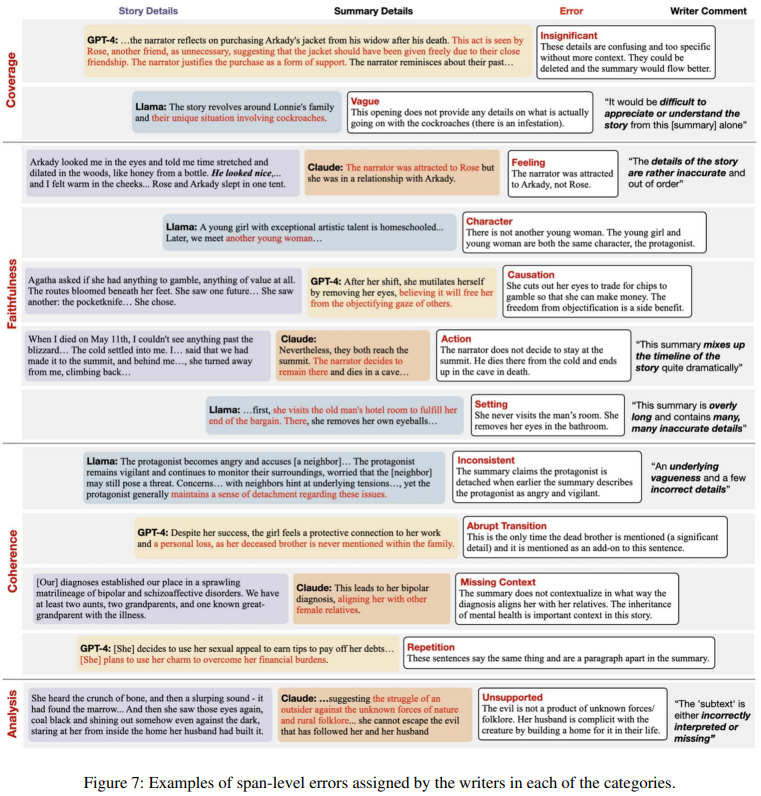 Story Details
Summary Details
Error
Writer Comment
Coverage
GPT-4: …the narrator reflects on purchasing Arkady's jacket from his widow after his death. This act is seen by
Rose, another friend, as unnecessary, suggesting that the jacket should have been given freely due to their close
friendship. The narrator justifies the purchase as a form of support. The narrator reminisces about their past…
Insignificant
These details are confusing and too specific
without more context. They could be
deleted and the summary would flow better.
Llama: The story revolves around Lonnie's family
and their unique situation involving cockroaches.
Vague
This opening does not provide any details on what is actually
going on with the cockroaches (there is an infestation).
"It would be difficult to
appreciate or understand the
story from this [summary] alone"
Faithfulness
Arkady looked me in the eyes and told me time stretched and
dilated in the woods, like honey from a bottle. He looked nice,...
and I felt warm in the cheeks... Rose and Arkady slept in one tent.
Claude: The narrator was attracted to Rose but
she was in a relationship with Arkady.
Feeling
The narrator was attracted
to Arkady, not Rose.
"The details of the story
are rather inaccurate and
out of order"
Llama: A young girl with exceptional artistic talent is homeschooled...
Later, we meet another young woman…
Character
There is not another young woman. The young girl and
young woman are both the same character, the protagonist.
Agatha asked if she had anything to gamble, anything of value at all.
The routes bloomed beneath her feet. She saw one future… She saw
another: the pocketknife… She chose.
GPT-4: After her shift, she mutilates herself
by removing her eyes, believing it will free her
from the objectifying gaze of others.
Causation
She cuts out her eyes to trade for chips to
gamble so that she can make money. The
freedom from objectification is a side benefit.
When I died on May 11th, I couldn't see anything past the
blizzard… The cold settled into me. I… said that we had
made it to the summit, and behind me…, she turned away
from me, climbing back…
Claude:
Nevertheless, they both reach the
summit. The narrator decides to
remain there and dies in a cave…
Action
The narrator does not decide to stay at the
summit. He dies there from the cold and ends
up in the cave in death.
"This summary mixes up
the timeline of the
story quite dramatically"
Llama: …first, she visits the old man's hotel room to fulfill her
end of the bargain. There, she removes her own eyeballs…
Setting
She never visits the man's room. She
removes her eyes in the bathroom.
"This summary is overly
long and contains many,
many inaccurate details"
Coherence
Llama: The protagonist becomes angry and accuses [a neighbor]… The protagonist
remains vigilant and continues to monitor their surroundings, worried that the [neighbor]
may still pose a threat. Concerns… with neighbors hint at underlying tensions…, yet the
protagonist generally maintains a sense of detachment regarding these issues.
Inconsistent
The summary claims the protagonist is
detached when earlier the summary describes
the protagonist as angry and vigilant.
"An underlying
vagueness and a few
incorrect details"
GPT-4: Despite her success, the girl feels a protective connection to her work
and a personal loss, as her deceased brother is never mentioned within the family.
Abrupt Transition
This is the only time the dead brother is mentioned (a significant
detail) and it is mentioned as an add-on to this sentence.
[Our] diagnoses established our place in a sprawling
matrilineage of bipolar and schizoaffective disorders. We have
at least two aunts, two grandparents, and one known great-
grandparent with the illness.
Claude: This leads to her bipolar
diagnosis, aligning her with other
female relatives.
Missing Context
The summary does not contextualize in what way the
diagnosis aligns her with her relatives. The inheritance
of mental health is important context in this story.
GPT-4: [She] decides to use her sexual appeal to earn tips to pay off her debts…
[She] plans to use her charm to overcome her financial burdens.
Repetition
These sentences say the same thing and are a paragraph apart in the summary.
Analysis
She heard the crunch of bone, and then a slurping sound - it
had found the marrow... And then she saw those eyes again,
coal black and shining out somehow even against the dark,
staring at her from inside the home her husband had built it.
Claude: …suggesting the struggle of an
outsider against the unknown forces of nature
and rural folklore... she cannot escape the evil
that has followed her and her husband
Unsupported
The evil is not a product of unknown forces/
folklore. Her husband is complicit with the
creature by building a home for it in their life.
"The 'subtext' is
either incorrectly
interpreted or
missing"
Figure 7: Examples of span-level errors assigned by the writers in each of the categories.